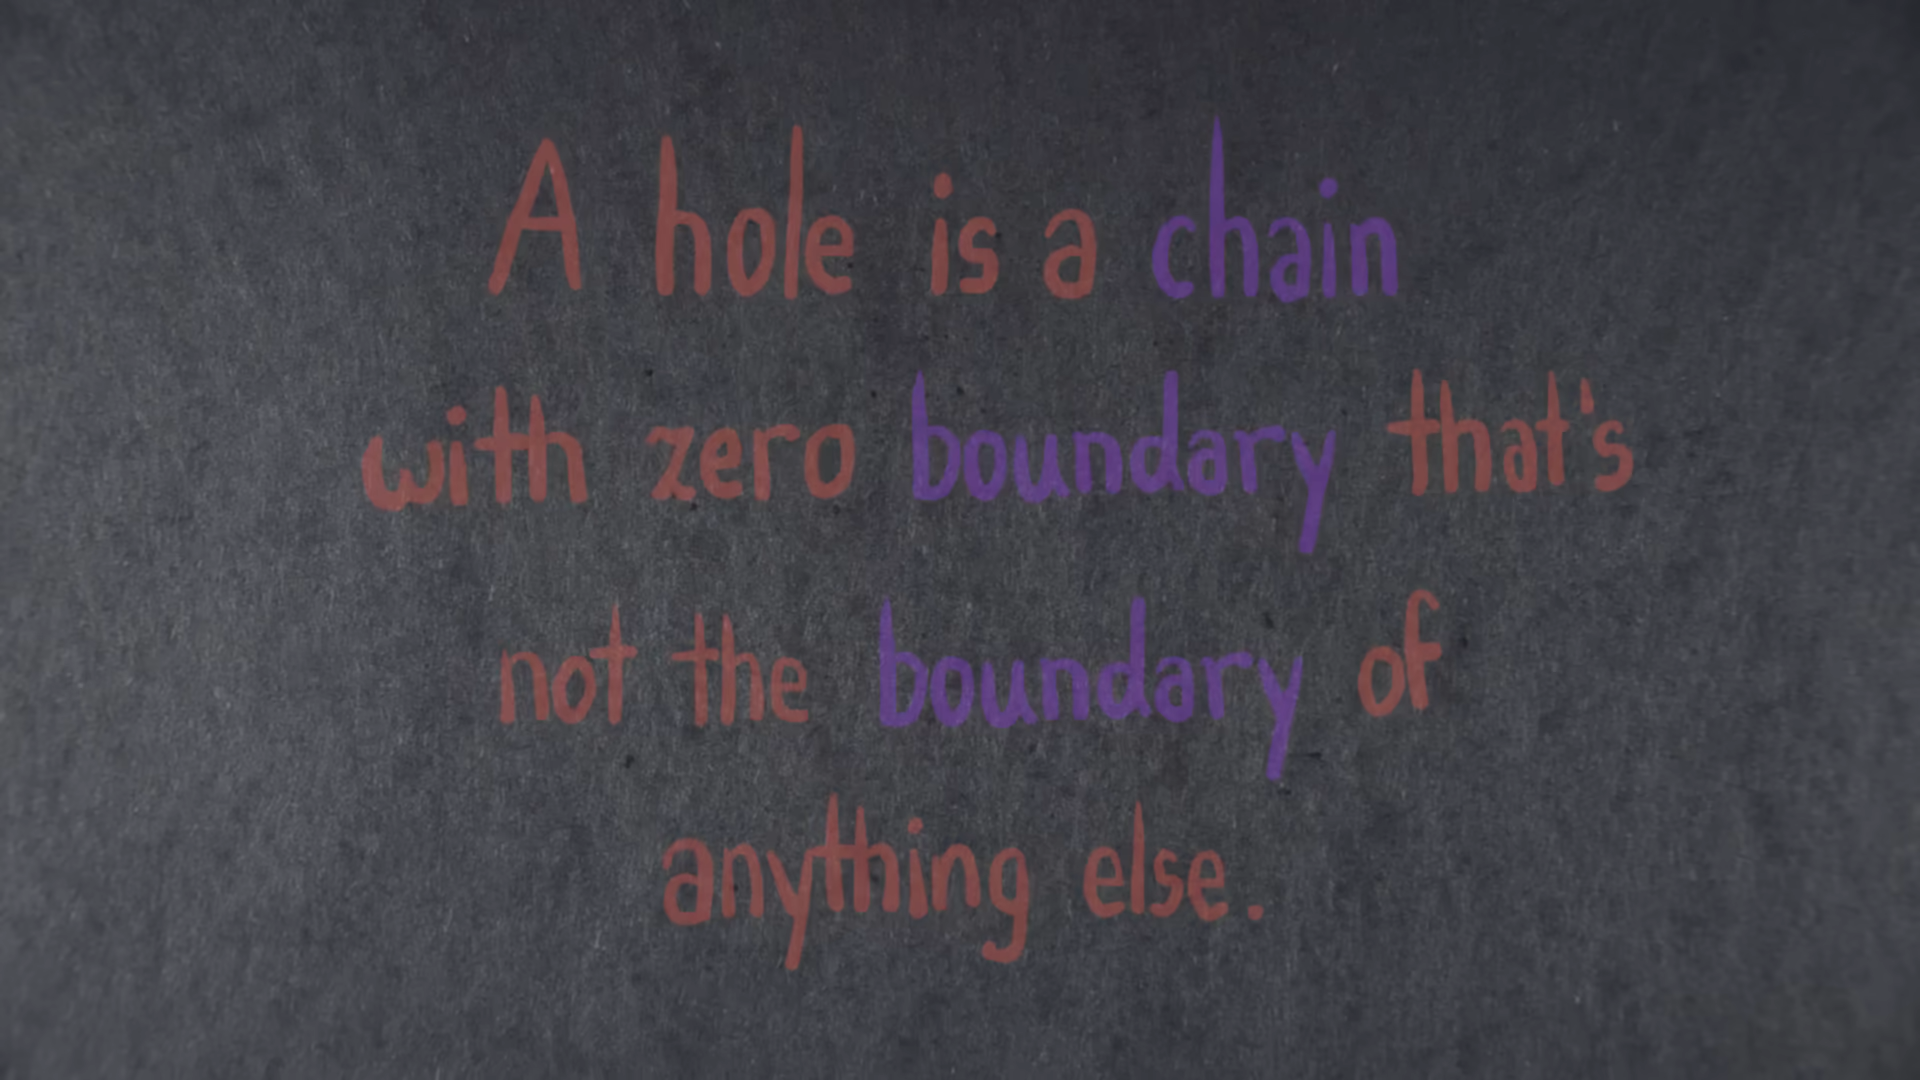 A hole is a chain
with zero boundary that's
not the boundary of
anything else.